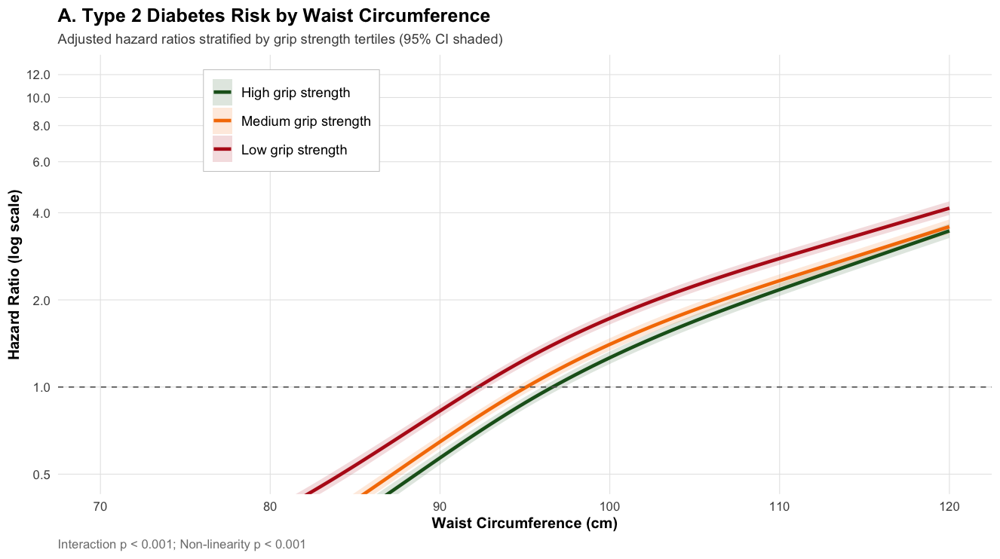 A. Type 2 Diabetes Risk by Waist Circumference
Adjusted hazard ratios stratified by grip strength tertiles (95% CI shaded)
High grip strength
Medium grip strength
Low grip strength
Hazard Ratio (log scale)
12.0
10.0
8.0
6.0
4.0
2.0
1.0
0.5
70 80 90 100 110 120
Waist Circumference (cm)
Interaction p < 0.001; Non-linearity p < 0.001